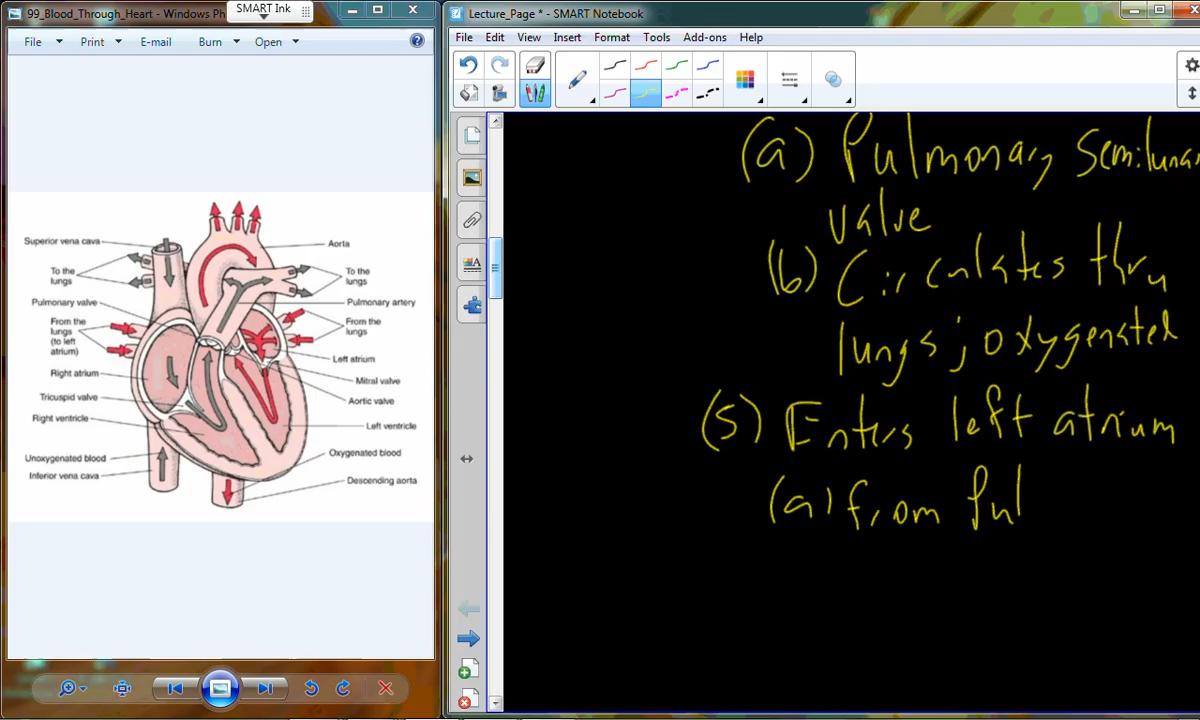 99_Blood_Through_Heart - Windows Ph
SMART Ink
File Print E-mail Burn Open
Superior vena cava
To the
lungs
Pulmonary valve
From the
lungs
(to left
atrium)
Right atrium
Tricuspid valve
Right ventricle
Unoxygenated blood
Inferior vena cava
Aorta
To the
lungs
Pulmonary artery
From the
lungs
Left atrium
Mitral valve
Aortic valve
Left ventricle
Oxygenated blood
Descending aorta
Lecture_Page * - SMART Notebook
File Edit View Insert Format Tools Add-ons Help
(a) Pulmonary Semilunar
valve
(b) Circulates thru
lungs; oxygenated
(5) Enters left atrium
(a) from Pul